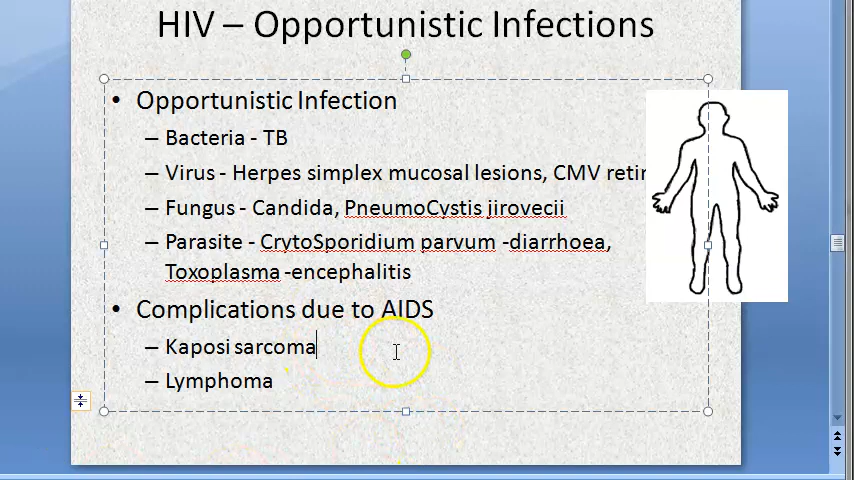 HIV – Opportunistic Infections
• Opportunistic Infection
– Bacteria - TB
– Virus - Herpes simplex mucosal lesions, CMV
– Fungus - Candida, PneumoCystis jirovecii
– Parasite - CrytoSporidium parvum -diarrhoea,
Toxoplasma -encephalitis
• Complications due to AIDS
– Kaposi sarcoma
– Lymphoma